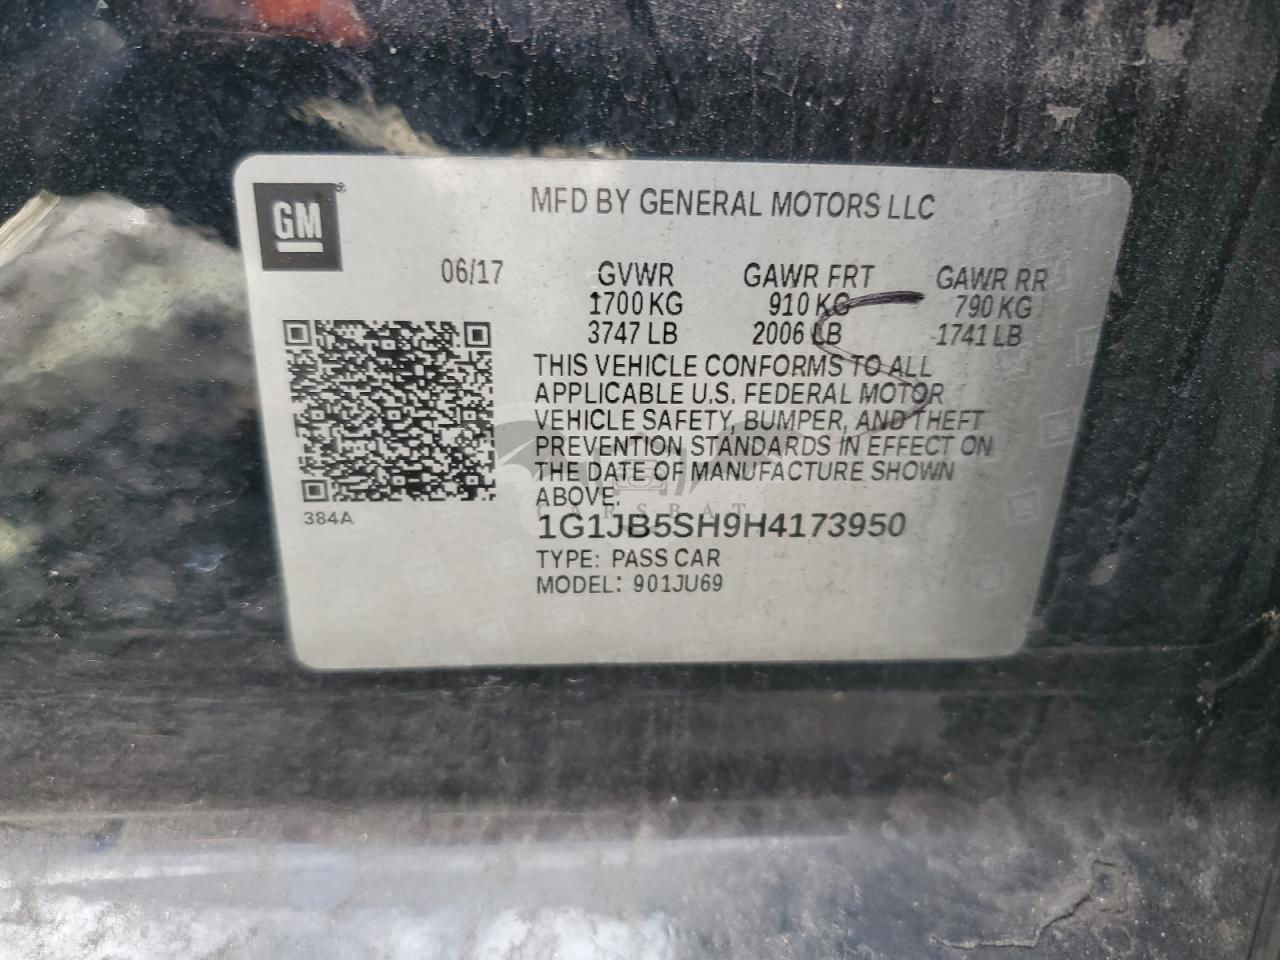 GM®
MFD BY GENERAL MOTORS LLC
06/17
GVWR GAWR FRT GAWR RR
1700 KG 910 KG 790 KG
3747 LB 2006 LB 1741 LB
THIS VEHICLE CONFORMS TO ALL
APPLICABLE U.S. FEDERAL MOTOR
VEHICLE SAFETY, BUMPER, AND THEFT
PREVENTION STANDARDS IN EFFECT ON
THE DATE OF MANUFACTURE SHOWN
ABOVE.
CARSBAT
384A
1G1JB5SH9H4173950
TYPE: PASS CAR
MODEL: 901JU69